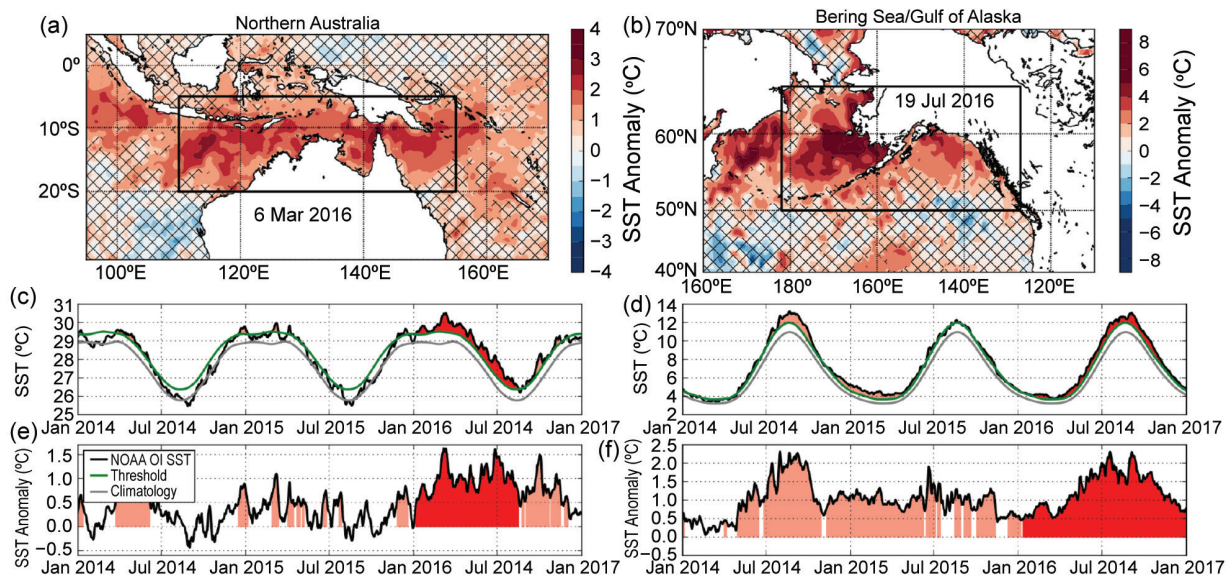 (a) Northern Australia
0º
10ºS
20ºS
6 Mar 2016
100ºE 120ºE 140ºE 160ºE
4
3
2
1
0
-1
-2
-3
-4
SST Anomaly (ºC)
(b) Bering Sea/Gulf of Alaska
70ºN
60ºN
50ºN
40ºN
19 Jul 2016
160ºE 180º 160ºE 140ºE 120ºE
8
6
4
2
0
-2
-4
-6
-8
SST Anomaly (ºC)
(c)
SST (ºC)
31
30
29
28
27
26
25
Jan 2014 Jul 2014 Jan 2015 Jul 2015 Jan 2016 Jul 2014 Jan 2017
(d)
SST (ºC)
14
12
10
8
6
4
2
Jan 2014 Jul 2014 Jan 2015 Jul 2015 Jan 2016 Jul 2014 Jan 2017
(e)
SST Anomaly (ºC)
1.5
1.0
0.5
0.0
-0.5
NOAA OI SST
Threshold
Climatology
Jan 2014 Jul 2014 Jan 2015 Jul 2015 Jan 2016 Jul 2014 Jan 2017
(f)
SST Anomaly (ºC)
2.5
2.0
1.5
1.0
0.5
0.0
-0.5
Jan 2014 Jul 2014 Jan 2015 Jul 2015 Jan 2016 Jul 2014 Jan 2017